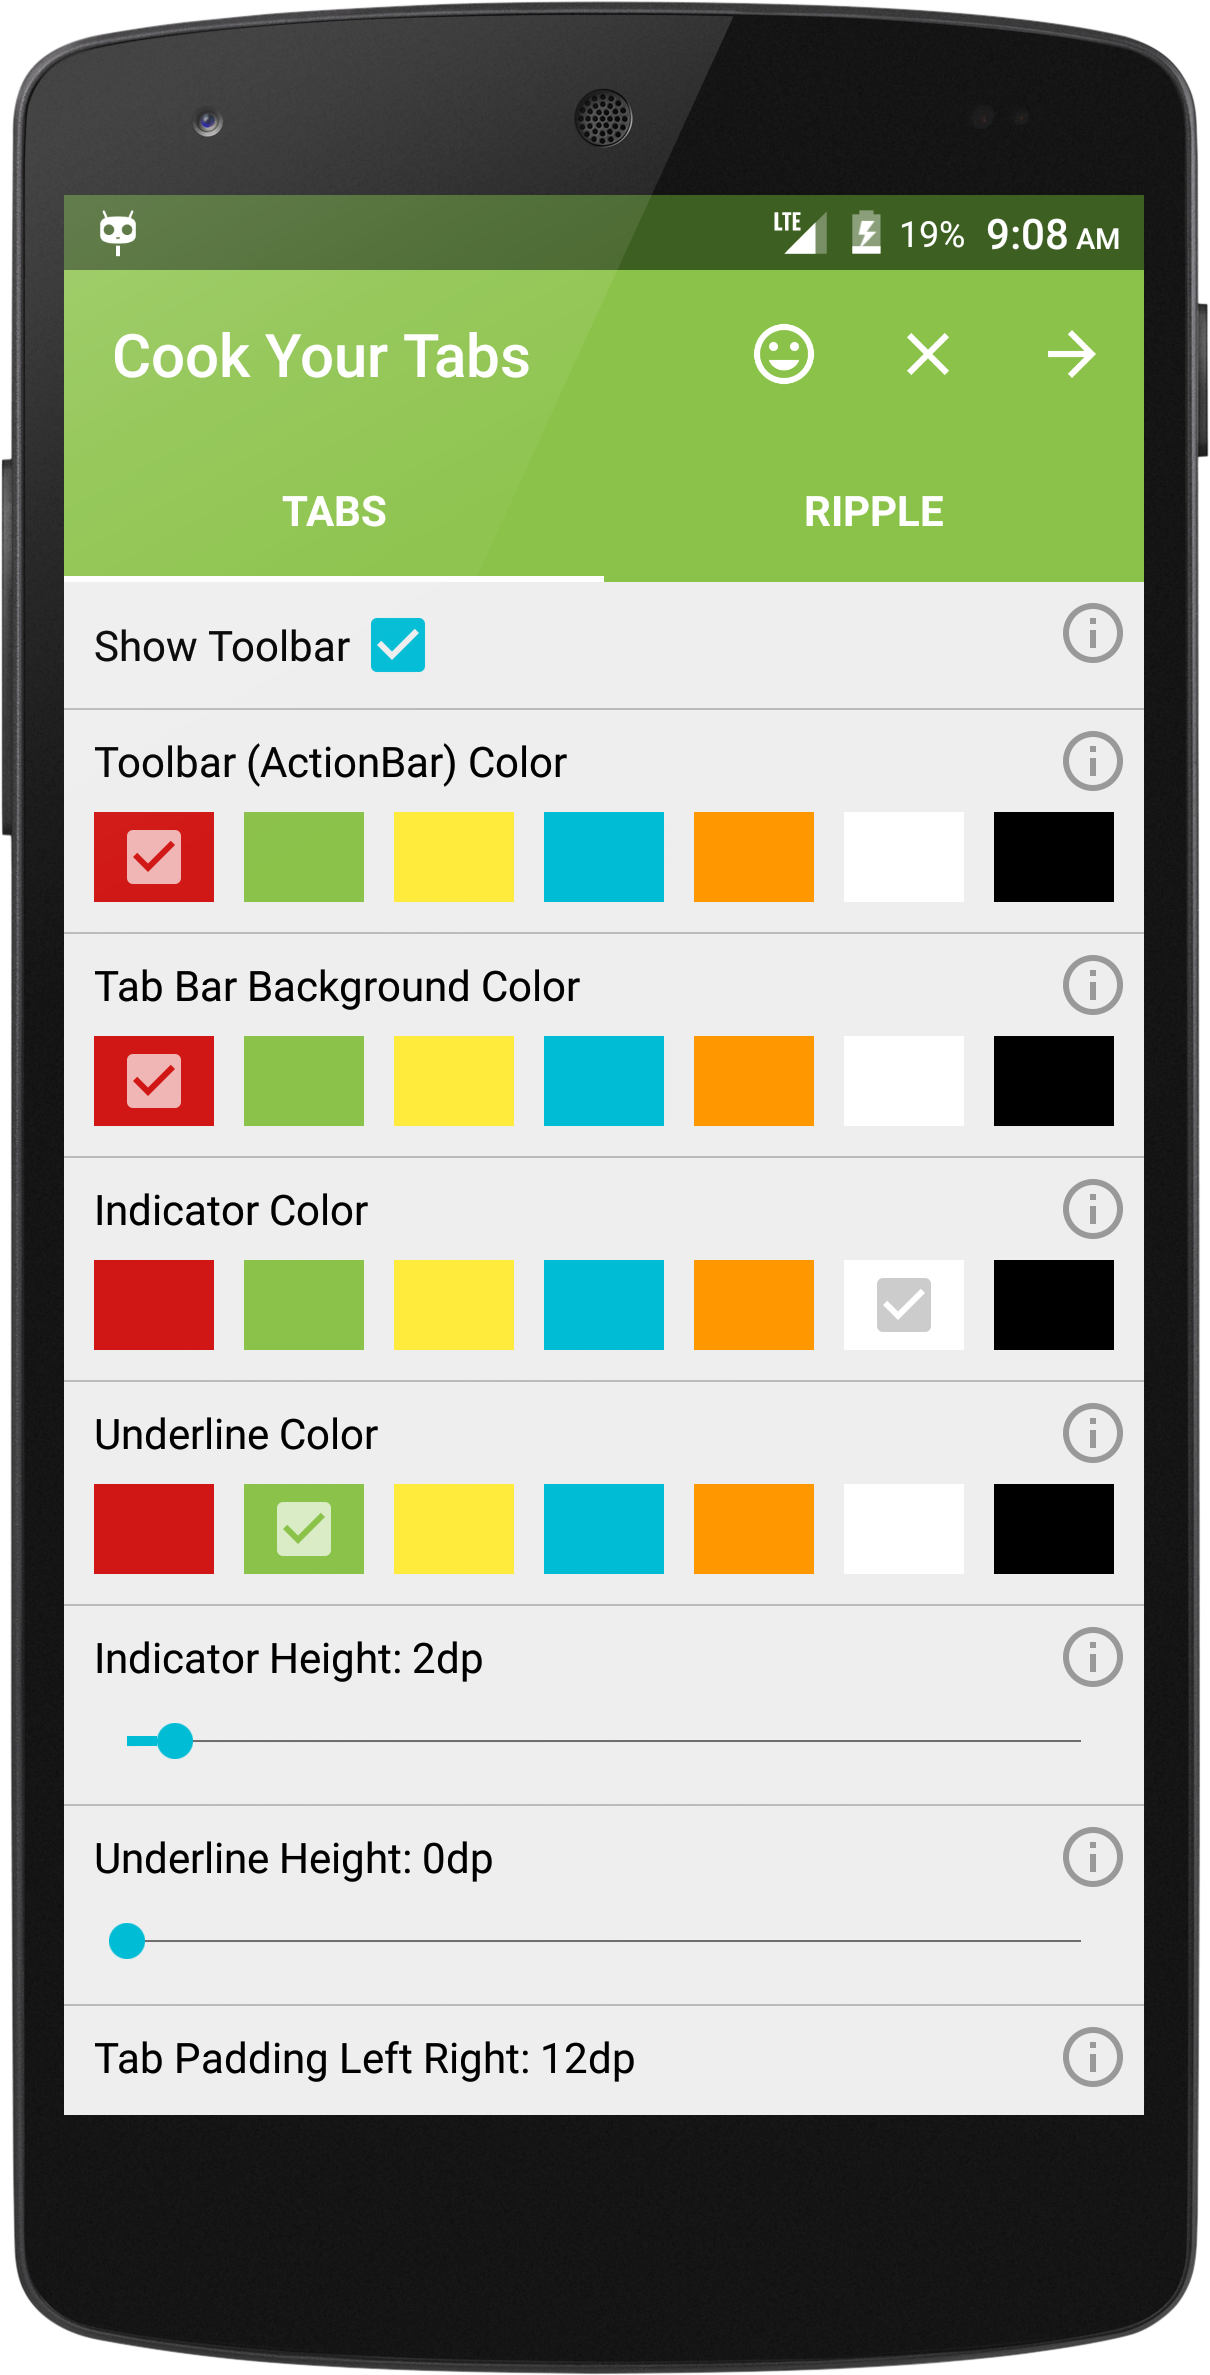 LTE 19% 9:08 AM
Cook Your Tabs
TABS RIPPLE
Show Toolbar
Toolbar (ActionBar) Color
Tab Bar Background Color
Indicator Color
Underline Color
Indicator Height: 2dp
Underline Height: 0dp
Tab Padding Left Right: 12dp